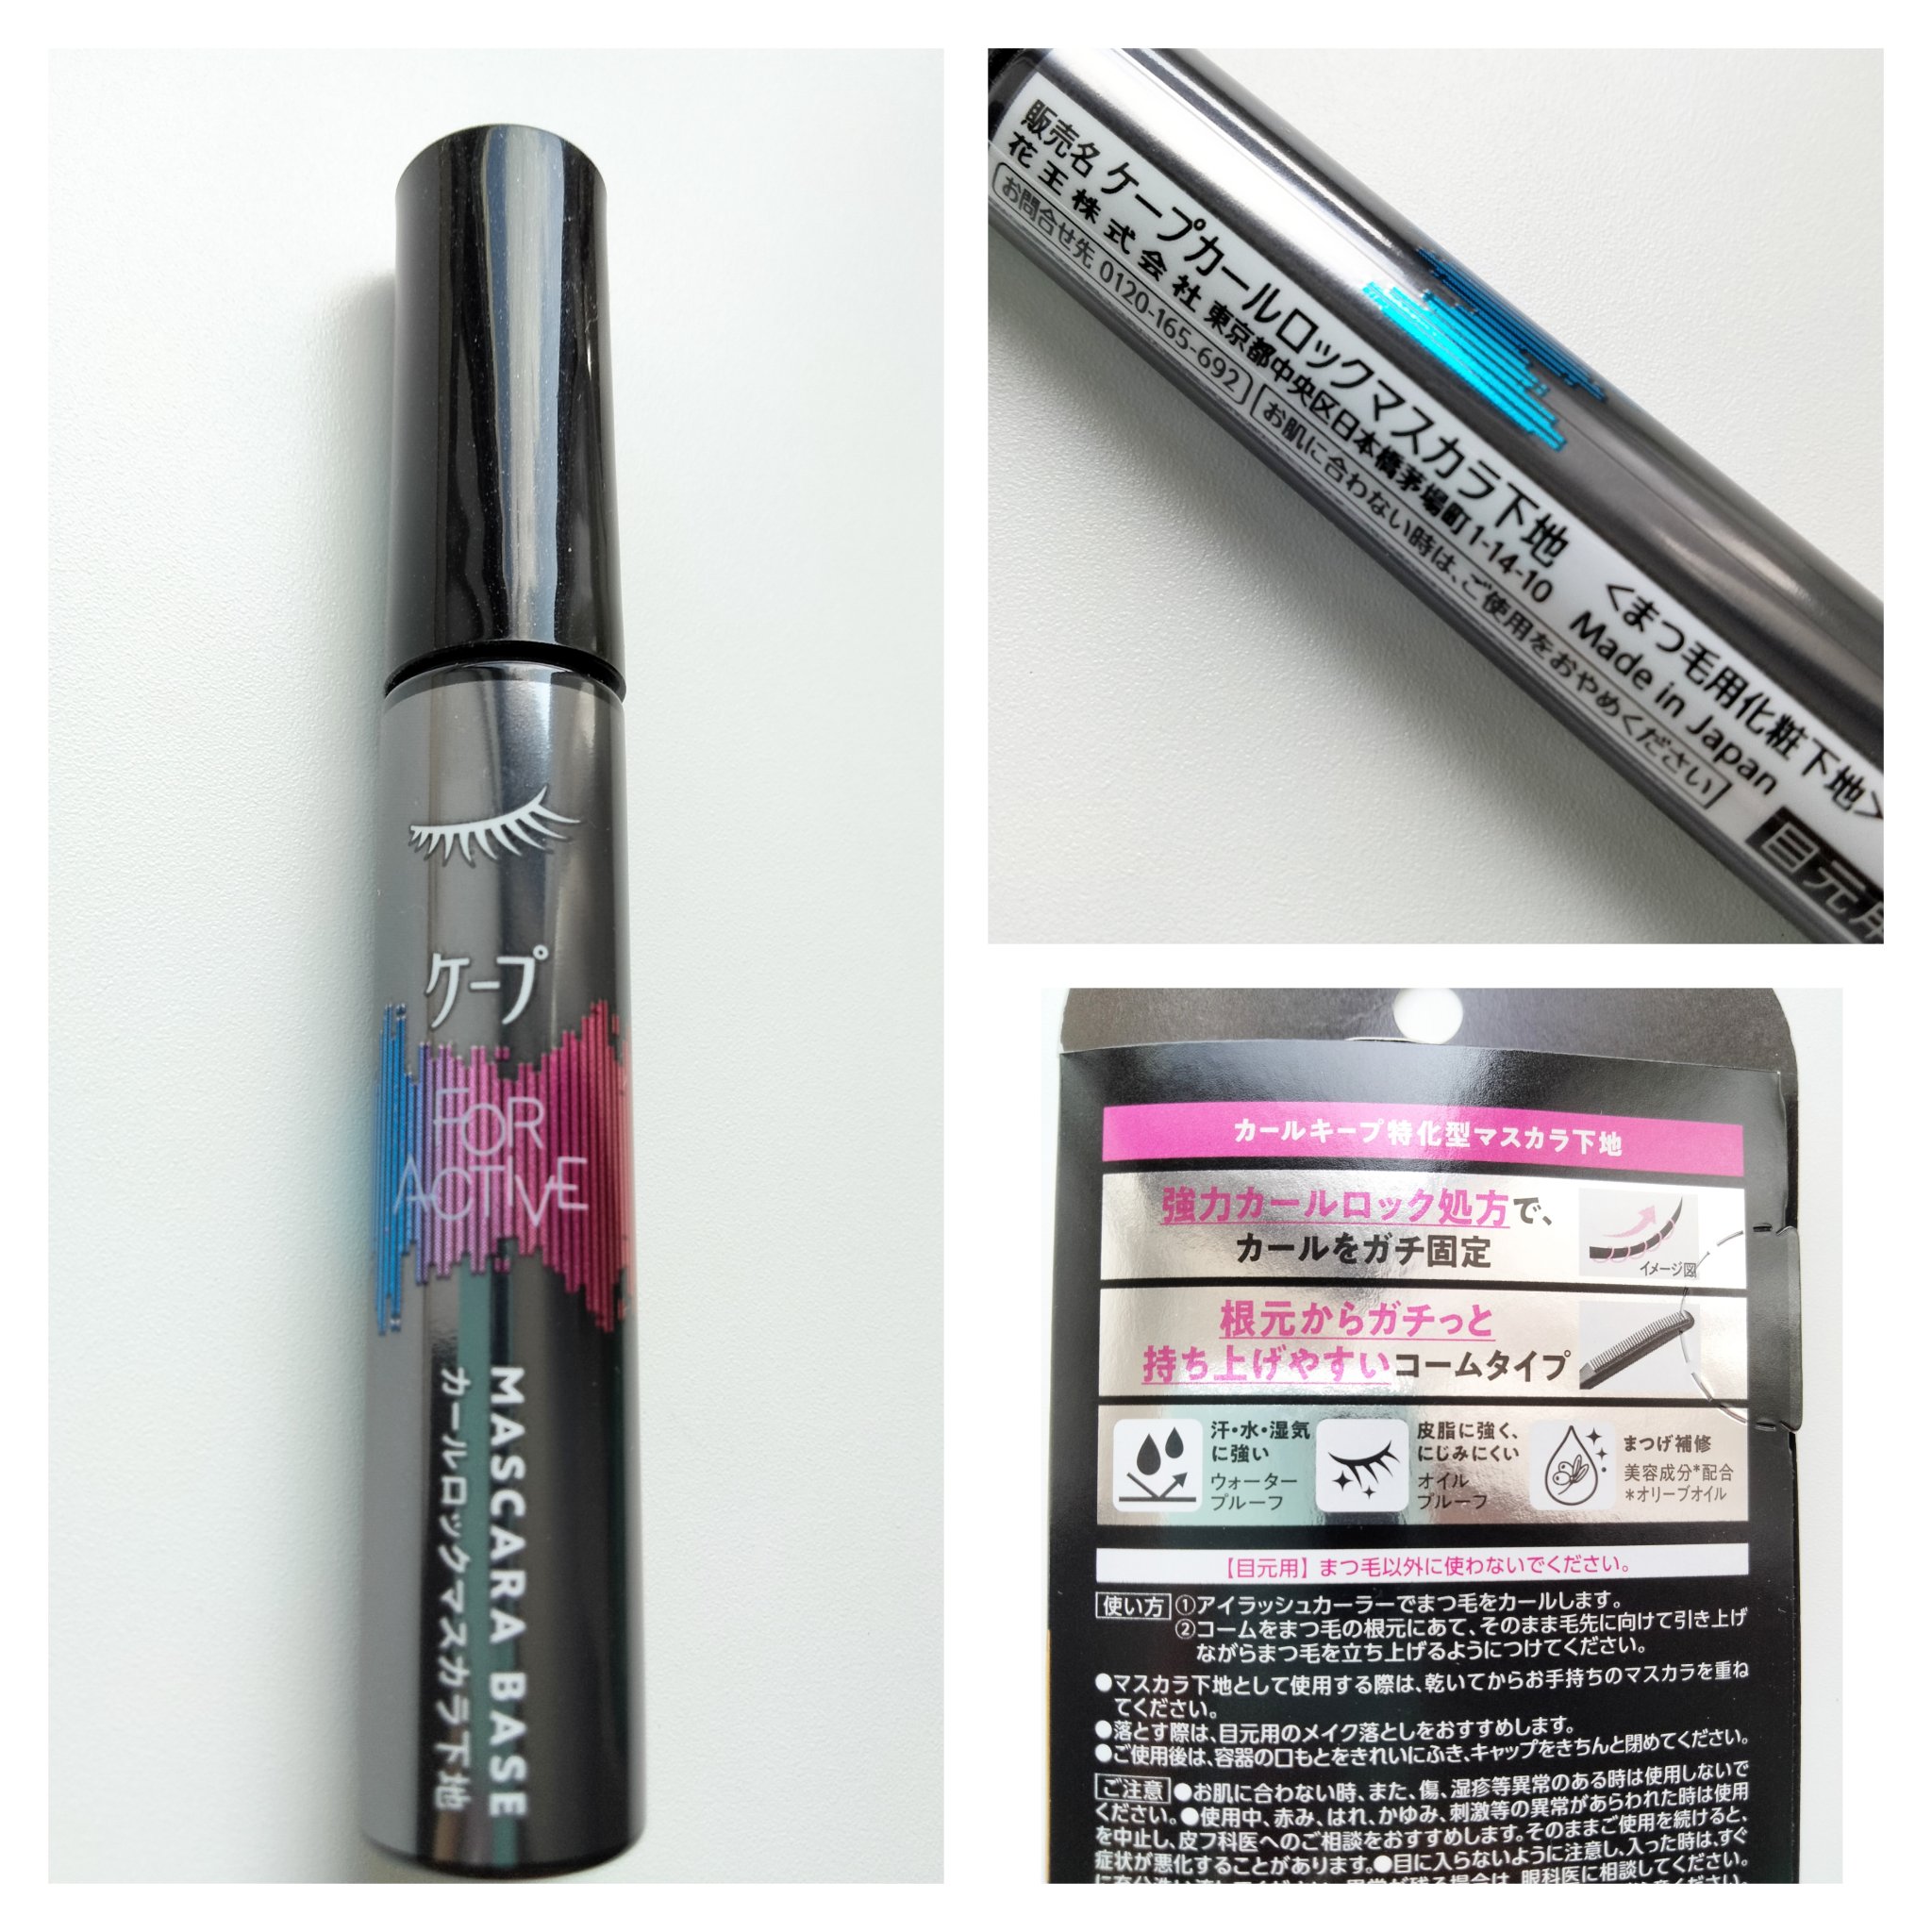 ケープ
FOR
ACTIVE
MASCARA BASE
カールロックマスカラ下地
販売名 ケープカールロックマスカラ下地 <まつ毛用化粧下地>
花王株式会社 東京都中央区日本橋茅場町1-14-10 Made in Japan
お問合せ先 0120-165-692 お肌に合わない時は、ご使用をおやめください
目元用
カールキープ特化型マスカラ下地
強力カールロック処方で、
カールをガチ固定
イメージ図
根元からガチっと
持ち上げやすいコームタイプ
汗・水・湿気
に強い
ウォーター
プルーフ
皮脂に強く、
にじみにくい
オイル
プルーフ
まつげ補修
美容成分*配合
*オリーブオイル
【目元用】まつ毛以外に使わないでください。
使い方 ①アイラッシュカーラーでまつ毛をカールします。
②コームをまつ毛の根元にあて、そのまま毛先に向けて引き上げ
ながらまつ毛を立ち上げるようにつけてください。
●マスカラ下地として使用する際は、乾いてからお手持ちのマスカラを重ね
てください。
●落とす際は、目元用のメイク落としをおすすめします。
●ご使用後は、容器の口もとをきれいにふき、キャップをきちんと閉めてください。
ご注意 ●お肌に合わない時、また、傷、湿疹等異常のある時は使用しないで
ください。●使用中、赤み、はれ、かゆみ、刺激等の異常があらわれた時は使用
を中止し、皮フ科医へのご相談をおすすめします。そのままご使用を続けると、
症状が悪化することがあります。●目に入らないように注意し、入った時は、すぐ
眼科医に相談してください。